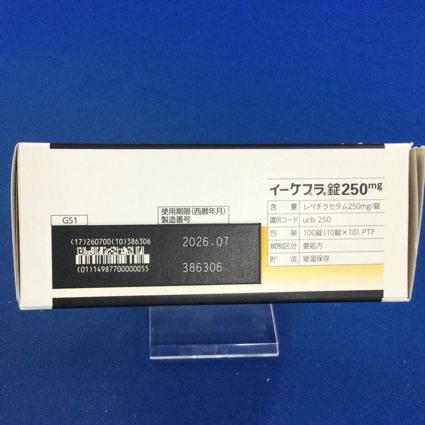 イーケプラ®錠250mg
含　量　レベチラセタム250mg/錠
識別コード　ucb 250
包　装　100錠(10錠×10) PTP
規制区分　要処方
貯　法　室温保存
GS1
使用期限(西暦年月)
製造番号
(17)260700(10)386306
(01)14987700000055
2026.07
386306